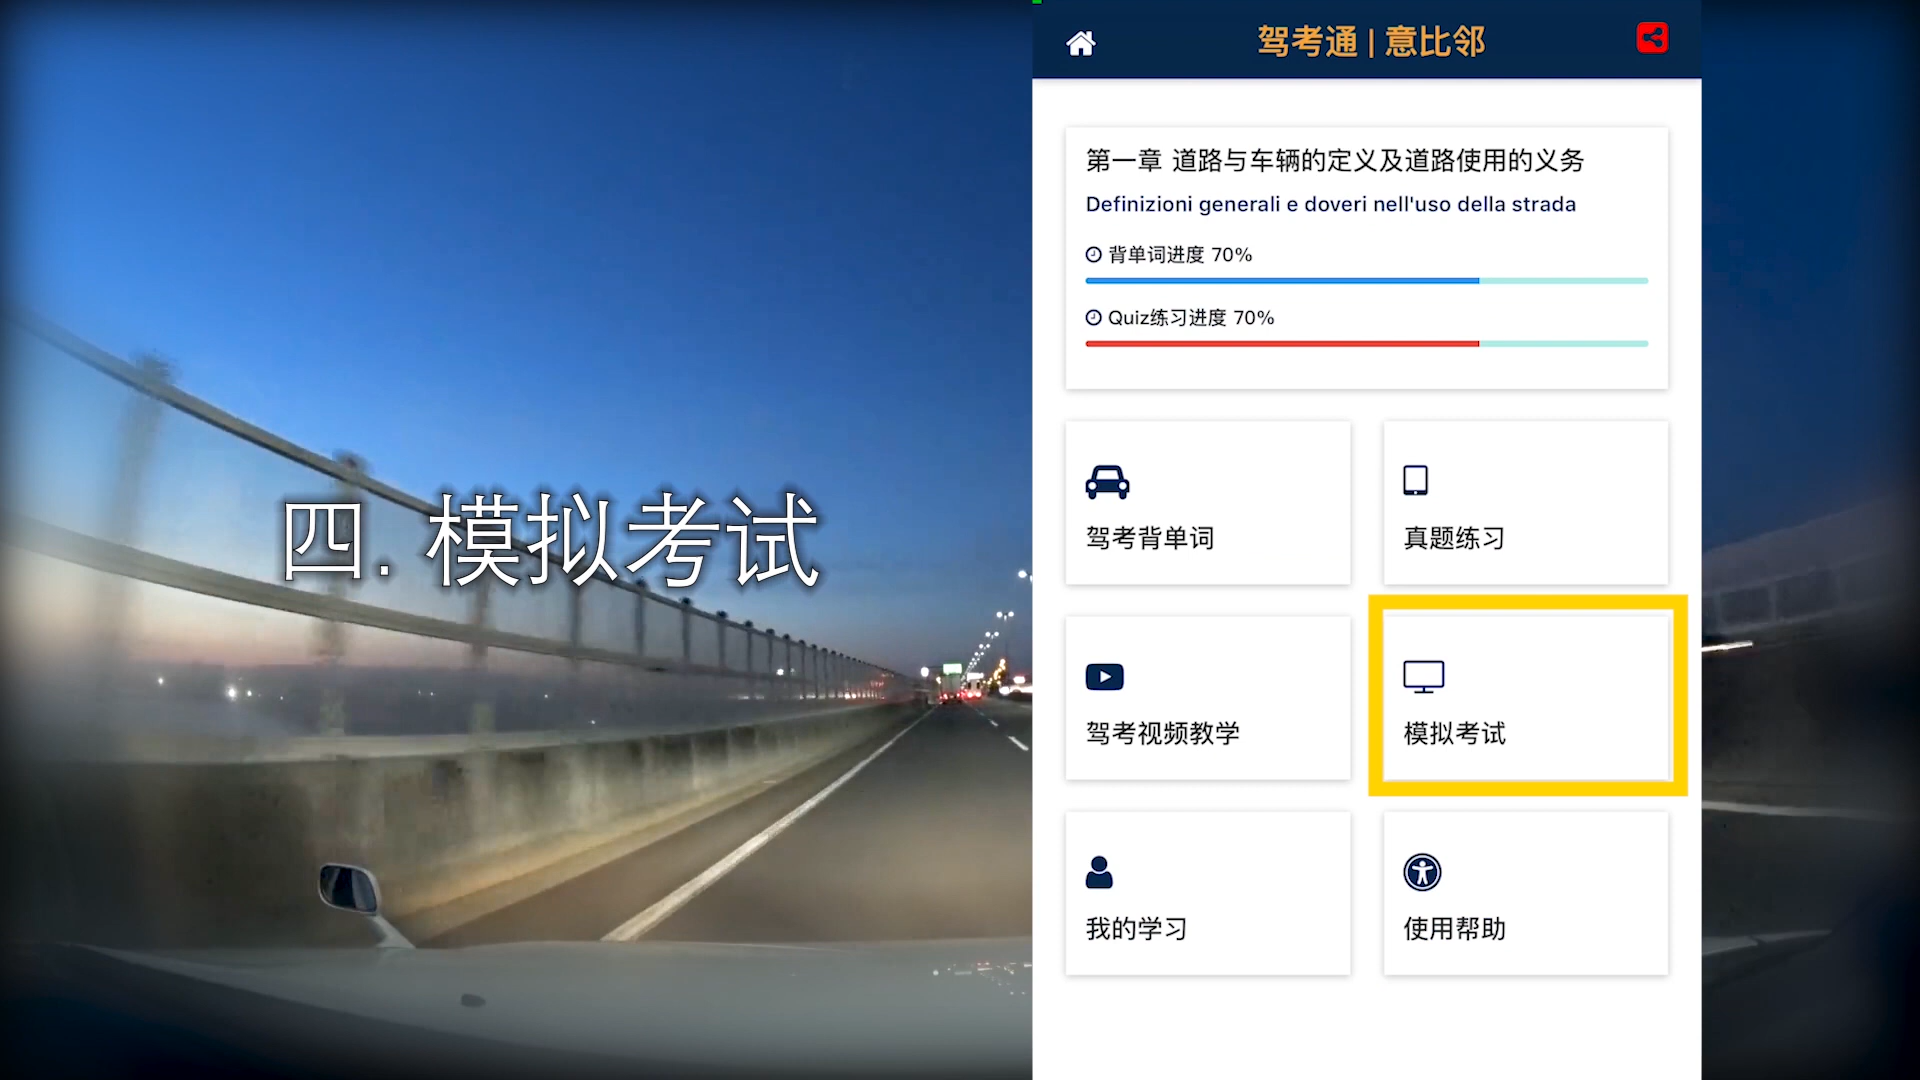 四. 模拟考试
驾考通 | 意比邻
第一章 道路与车辆的定义及道路使用的义务
Definizioni generali e doveri nell'uso della strada
背单词进度 70%
Quiz练习进度 70%
驾考背单词
真题练习
驾考视频教学
模拟考试
我的学习
使用帮助